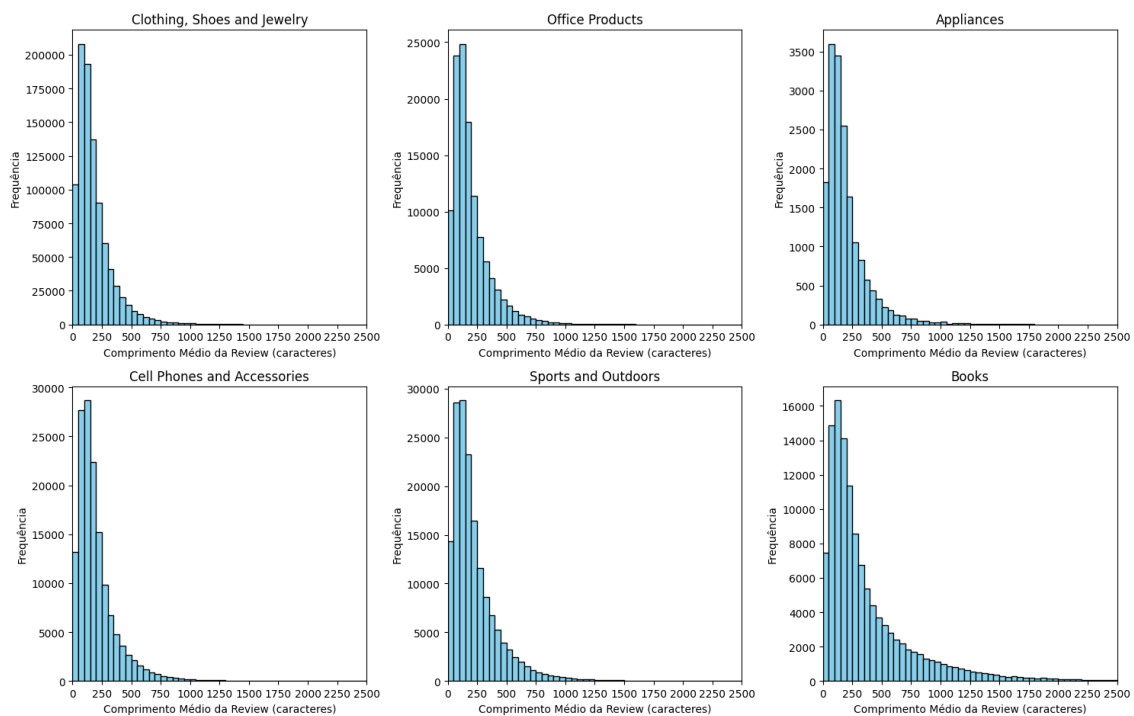 Clothing, Shoes and Jewelry
200000
175000
150000
125000
100000
75000
50000
25000
0
Frequência
0 250 500 750 1000 1250 1500 1750 2000 2250 2500
Comprimento Médio da Review (caracteres)
Office Products
25000
20000
15000
10000
5000
0
Frequência
0 250 500 750 1000 1250 1500 1750 2000 2250 2500
Comprimento Médio da Review (caracteres)
Appliances
3500
3000
2500
2000
1500
1000
500
0
Frequência
0 250 500 750 1000 1250 1500 1750 2000 2250 2500
Comprimento Médio da Review (caracteres)
Cell Phones and Accessories
30000
25000
20000
15000
10000
5000
0
Frequência
0 250 500 750 1000 1250 1500 1750 2000 2250 2500
Comprimento Médio da Review (caracteres)
Sports and Outdoors
30000
25000
20000
15000
10000
5000
0
Frequência
0 250 500 750 1000 1250 1500 1750 2000 2250 2500
Comprimento Médio da Review (caracteres)
Books
16000
14000
12000
10000
8000
6000
4000
2000
0
Frequência
0 250 500 750 1000 1250 1500 1750 2000 2250 2500
Comprimento Médio da Review (caracteres)